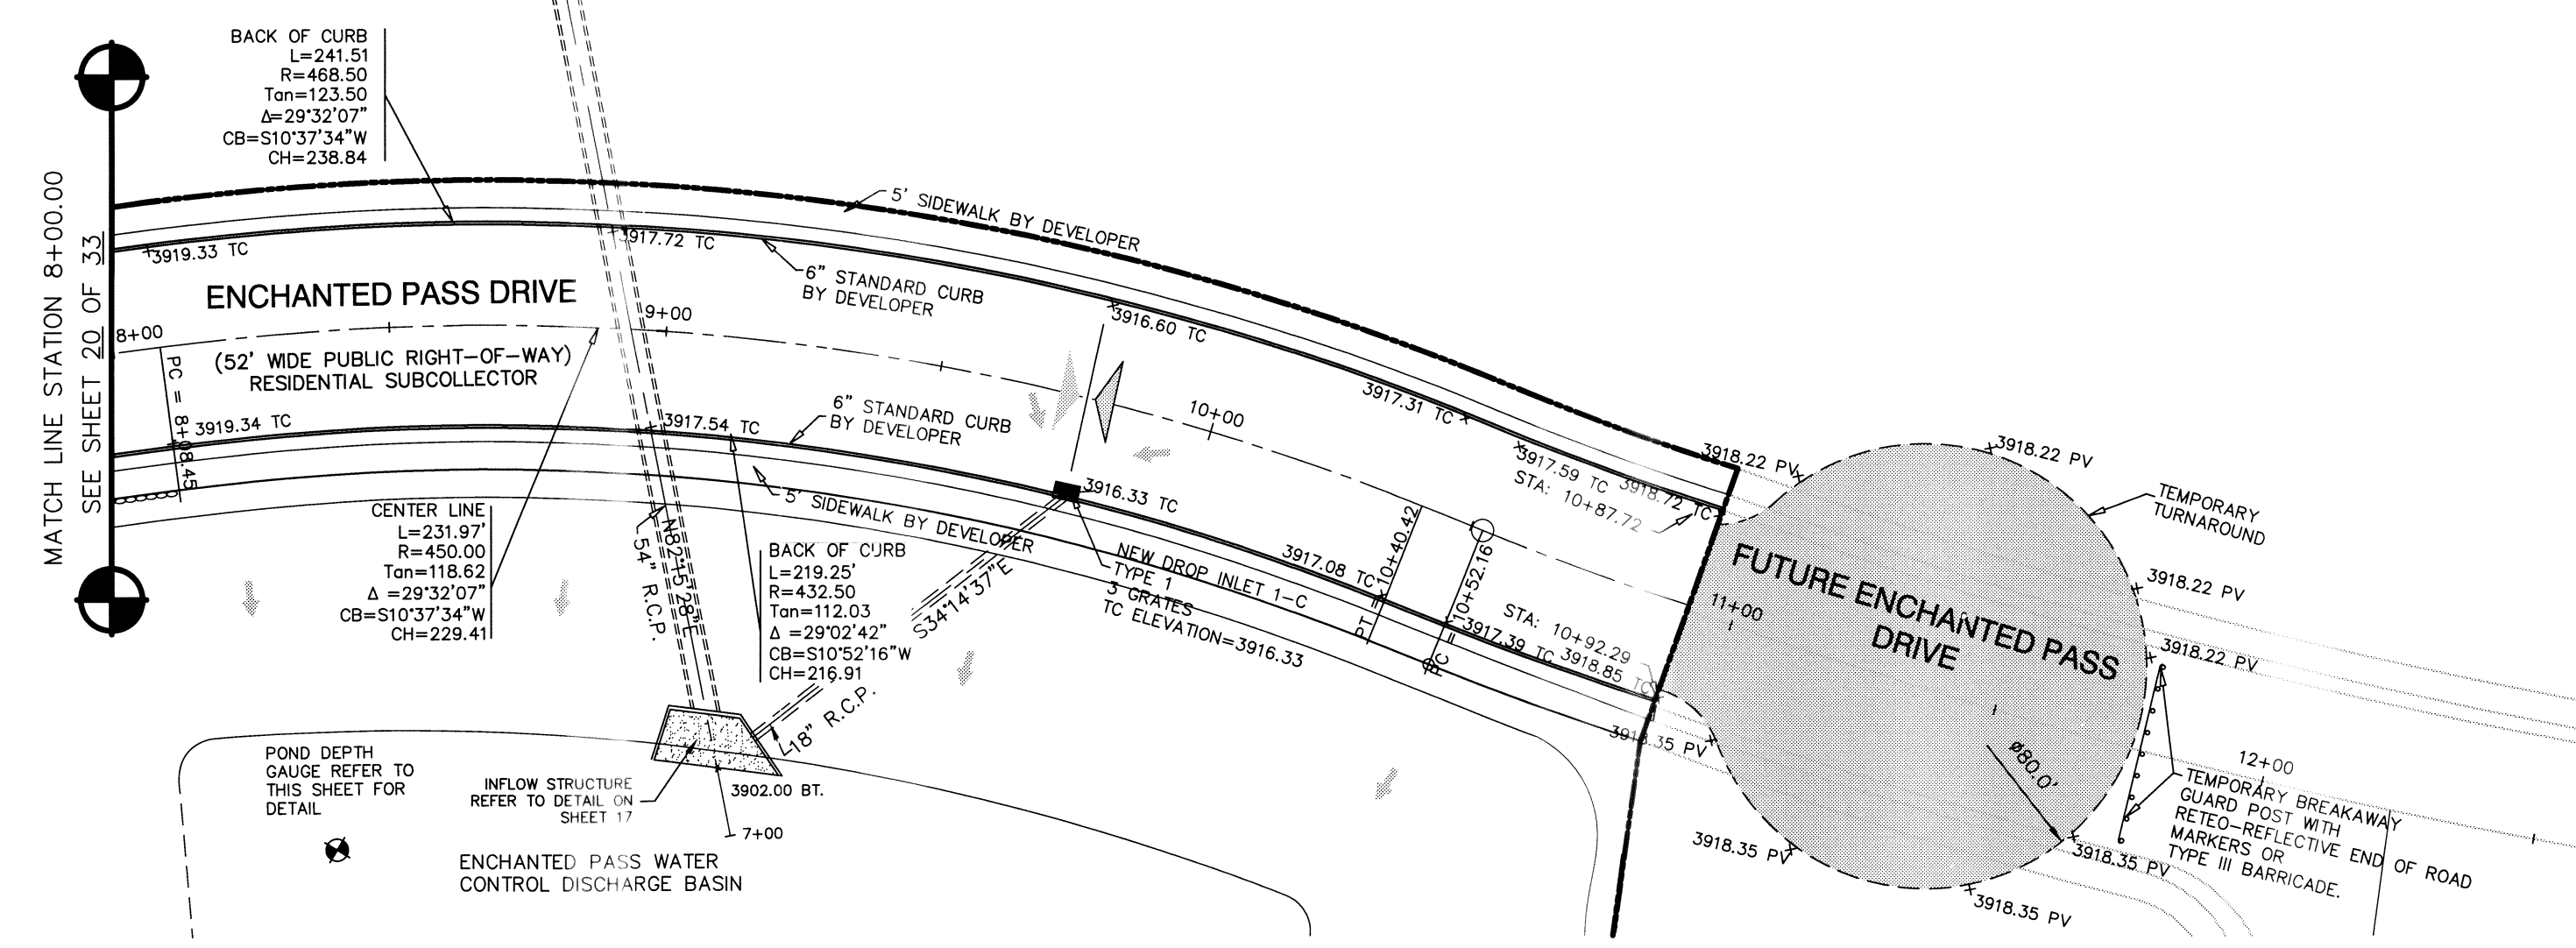 BACK OF CURB
L=241.51
R=468.50
Tan=123.50
Δ=29°32'07"
CB=S10°37'34"W
CH=238.84
MATCH LINE STATION 8+00.00
SEE SHEET 20 OF 33
5' SIDEWALK BY DEVELOPER
3919.33 TC
3917.72 TC
6" STANDARD CURB
BY DEVELOPER
ENCHANTED PASS DRIVE
8+00
9+00
(52' WIDE PUBLIC RIGHT-OF-WAY)
RESIDENTIAL SUBCOLLECTOR
PC = 8+08.45
3916.60 TC
10+00
3917.31 TC
3917.59 TC
3918.72 TC
STA: 10+87.72
3918.22 PV
3918.22 PV
TEMPORARY
TURNAROUND
3919.34 TC
3917.54 TC
6" STANDARD CURB
BY DEVELOPER
3916.33 TC
5' SIDEWALK BY DEVELOPER
CENTER LINE
L=231.97'
R=450.00
Tan=118.62
Δ =29°32'07"
CB=S10°37'34"W
CH=229.41
54" R.C.P.
N82°15'28"E
BACK OF CURB
L=219.25'
R=432.50
Tan=112.03
Δ =29°02'42"
CB=S10°52'16"W
CH=216.91
S34°14'37"E
18" R.C.P.
NEW DROP INLET 1-C
TYPE 1
3 GRATES
TC ELEVATION=3916.33
3917.08 TC
PT = 10+40.42
PC = 10+52.16
3917.39 TC
STA: 10+92.29
3918.85 TC
11+00
FUTURE ENCHANTED PASS
DRIVE
3918.22 PV
3918.22 PV
3918.35 PV
ø80.0'
12+00
TEMPORARY BREAKAWAY
GUARD POST WITH
RETEO-REFLECTIVE END OF ROAD
MARKERS OR
TYPE III BARRICADE.
3918.35 PV
3918.35 PV
3918.35 PV
POND DEPTH
GAUGE REFER TO
THIS SHEET FOR
DETAIL
INFLOW STRUCTURE
REFER TO DETAIL ON
SHEET 17
3902.00 BT.
7+00
ENCHANTED PASS WATER
CONTROL DISCHARGE BASIN